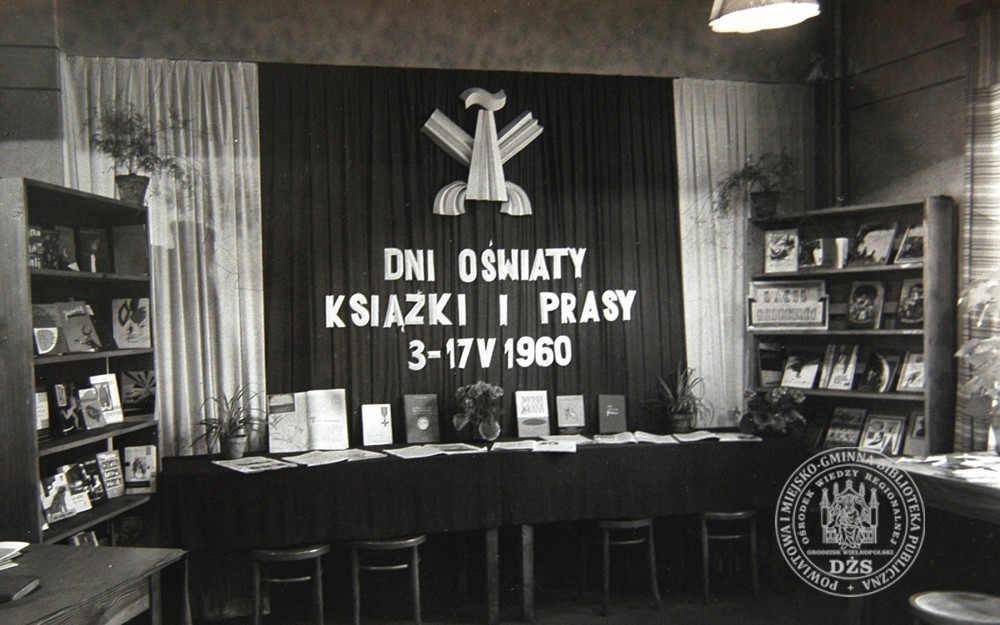 DNI OŚWIATY
KSIĄŻKI I PRASY
3-17 V 1960
POWIATOWA I MIEJSKO-GMINNA BIBLIOTEKA PUBLICZNA
OŚRODEK WIEDZY REGIONALNEJ
GRODZISK WIELKOPOLSKI
DŻS